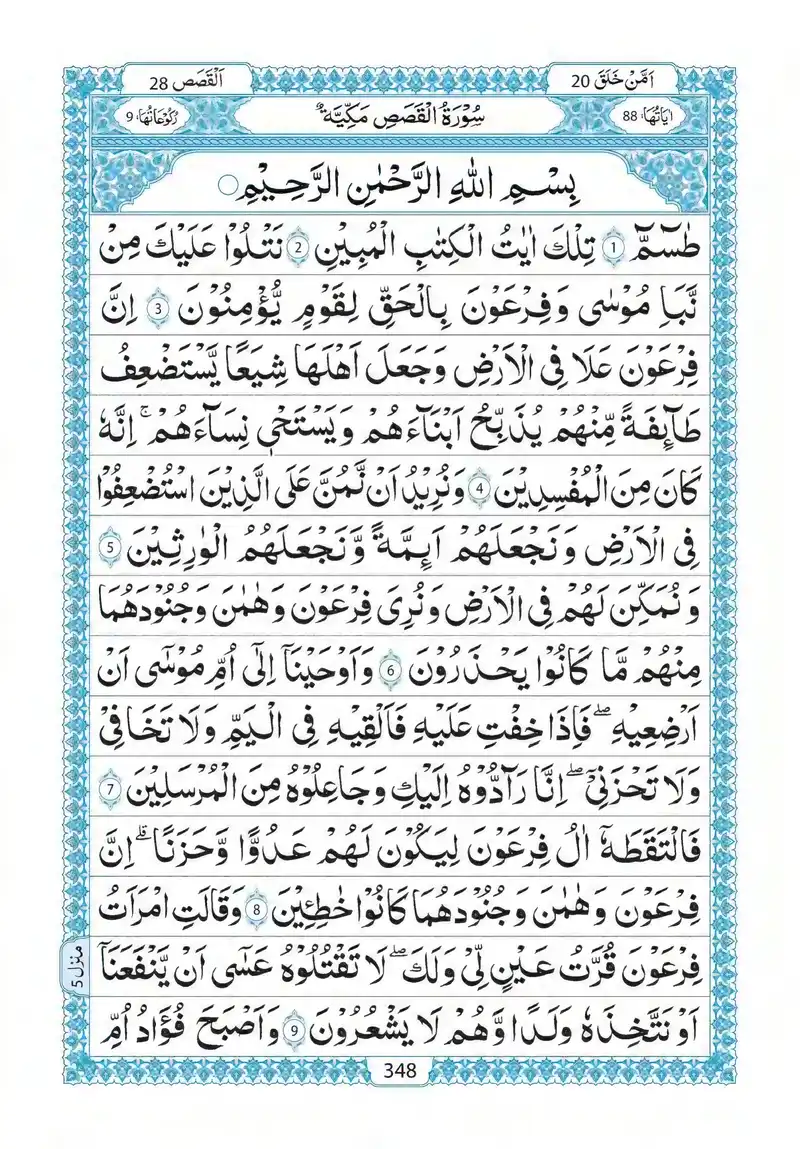 اَمَّنْ خَلَقَ 20
اَلْقَصَص 28
اٰيَاتُهَا: 88
سُوْرَةُ الْقَصَصِ مَكِّيَّةٌ
رُكُوْعَاتُهَا: 9
بِسْمِ اللّٰهِ الرَّحْمٰنِ الرَّحِيْمِ
طٰسٓمّٓ 1 تِلْكَ اٰيٰتُ الْكِتٰبِ الْمُبِيْنِ 2 نَتْلُوْا عَلَيْكَ مِنْ
نَّبَاِ مُوْسٰى وَفِرْعَوْنَ بِالْحَقِّ لِقَوْمٍ يُّؤْمِنُوْنَ 3 اِنَّ
فِرْعَوْنَ عَلَا فِى الْاَرْضِ وَجَعَلَ اَهْلَهَا شِيَعًا يَّسْتَضْعِفُ
طَآئِفَةً مِّنْهُمْ يُذَبِّحُ اَبْنَآءَهُمْ وَيَسْتَحْىٖ نِسَآءَهُمْ ۚ اِنَّهٗ
كَانَ مِنَ الْمُفْسِدِيْنَ 4 وَنُرِيْدُ اَنْ نَّمُنَّ عَلَى الَّذِيْنَ اسْتُضْعِفُوْا
فِى الْاَرْضِ وَنَجْعَلَهُمْ اَىِٕمَّةً وَّنَجْعَلَهُمُ الْوٰرِثِيْنَ 5
وَنُمَكِّنَ لَهُمْ فِى الْاَرْضِ وَنُرِىَ فِرْعَوْنَ وَهَامٰنَ وَجُنُوْدَهُمَا
مِنْهُمْ مَّا كَانُوْا يَحْذَرُوْنَ 6 وَاَوْحَيْنَاۤ اِلٰٓى اُمِّ مُوْسٰٓى اَنْ
اَرْضِعِيْهِ ۖ فَاِذَا خِفْتِ عَلَيْهِ فَاَلْقِيْهِ فِى الْيَمِّ وَلَا تَخَافِىْ
وَلَا تَحْزَنِىْ ۖ اِنَّا رَآدُّوْهُ اِلَيْكِ وَجَاعِلُوْهُ مِنَ الْمُرْسَلِيْنَ 7
فَالْتَقَطَهٗۤ اٰلُ فِرْعَوْنَ لِيَكُوْنَ لَهُمْ عَدُوًّا وَّحَزَنًا ؕ اِنَّ
فِرْعَوْنَ وَهَامٰنَ وَجُنُوْدَهُمَا كَانُوْا خٰطِـِٕيْنَ 8 وَقَالَتِ امْرَاَتُ
فِرْعَوْنَ قُرَّتُ عَيْنٍ لِّىْ وَلَكَ ۖ لَا تَقْتُلُوْهُ عَسٰٓى اَنْ يَّنْفَعَنَاۤ
اَوْ نَتَّخِذَهٗ وَلَدًا وَّهُمْ لَا يَشْعُرُوْنَ 9 وَاَصْبَحَ فُؤَادُ اُمِّ
منزل 5
348